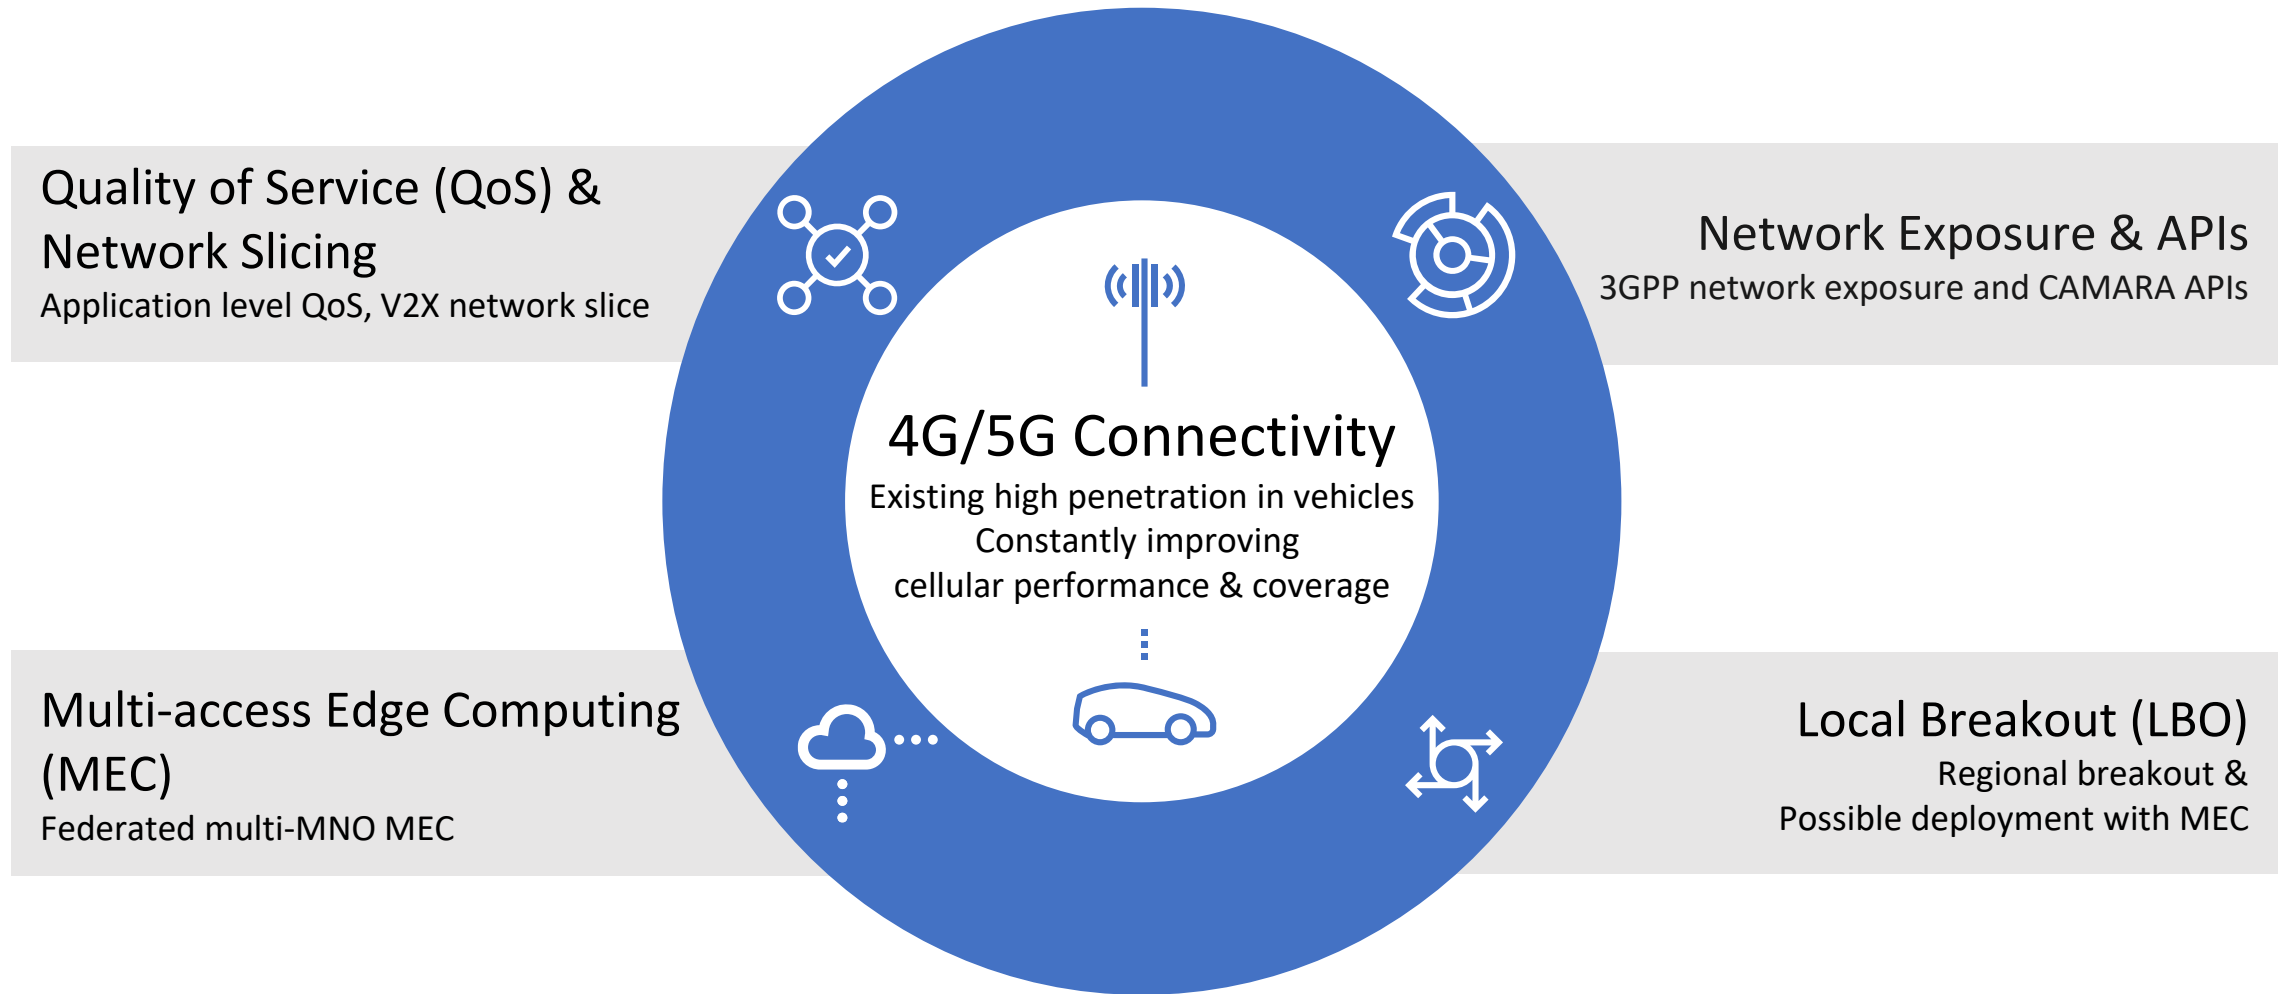 Quality of Service (QoS) &
Network Slicing
Application level QoS, V2X network slice
Network Exposure & APIs
3GPP network exposure and CAMARA APIs
4G/5G Connectivity
Existing high penetration in vehicles
Constantly improving
cellular performance & coverage
Multi-access Edge Computing
(MEC)
Federated multi-MNO MEC
Local Breakout (LBO)
Regional breakout &
Possible deployment with MEC